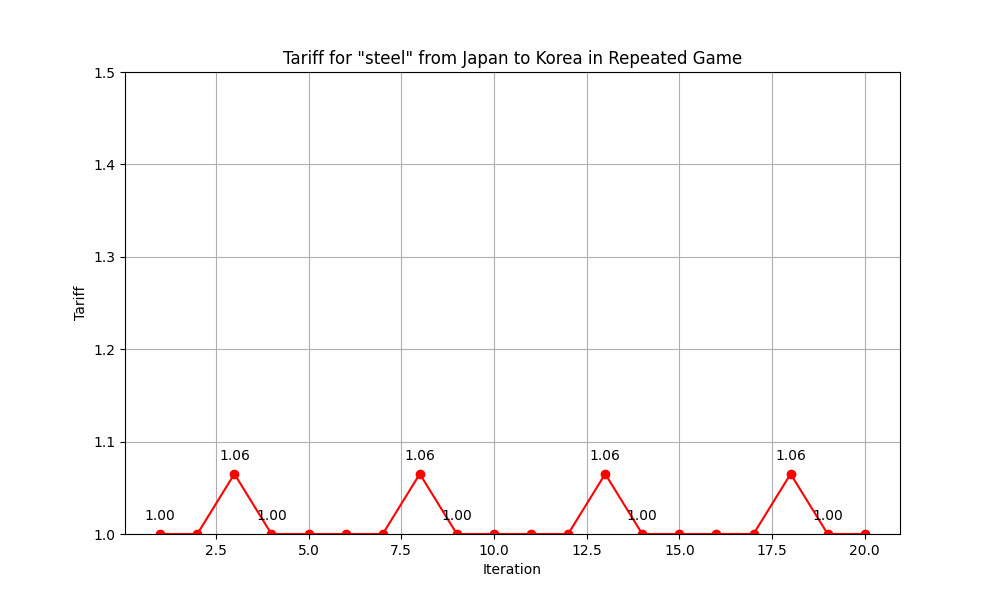 Tariff for "steel" from Japan to Korea in Repeated Game
1.5
1.4
1.3
1.2
1.1
1.0
Tariff
1.06 1.06 1.06 1.06
1.00 1.00 1.00 1.00 1.00
2.5 5.0 7.5 10.0 12.5 15.0 17.5 20.0
Iteration